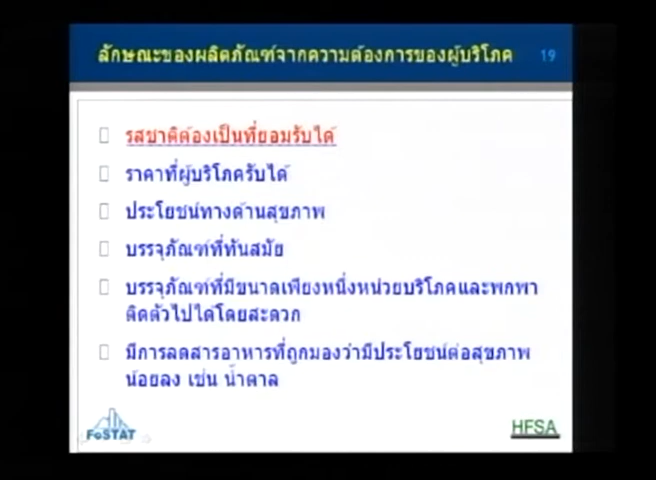 ลักษณะของผลิตภัณฑ์จากความต้องการของผู้บริโภค 19
รสชาติต้องเป็นที่ยอมรับได้
ราคาที่ผู้บริโภครับได้
ประโยชน์ทางด้านสุขภาพ
บรรจุภัณฑ์ที่ทันสมัย
บรรจุภัณฑ์ที่มีขนาดเพียงหนึ่งหน่วยบริโภคและพกพา
ติดตัวไปได้โดยสะดวก
มีการลดสารอาหารที่ถูกมองว่ามีประโยชน์ต่อสุขภาพ
น้อยลง เช่น น้ำตาล
FoSTAT
HFSA